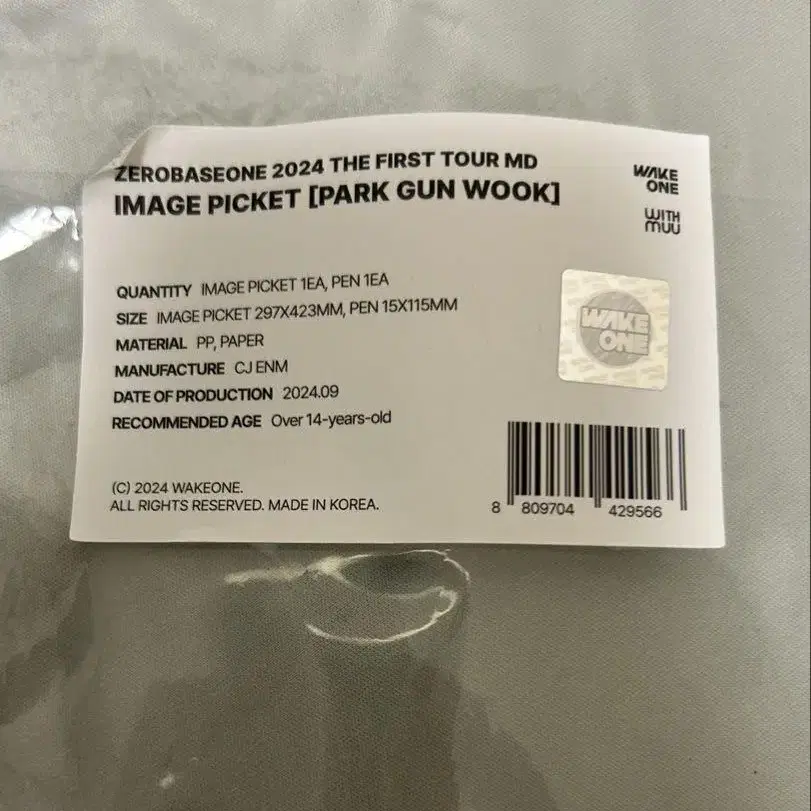 ZEROBASEONE 2024 THE FIRST TOUR MD
IMAGE PICKET [PARK GUN WOOK]
WAKE
ONE
WITH
MUU
QUANTITY IMAGE PICKET 1EA, PEN 1EA
SIZE IMAGE PICKET 297X423MM, PEN 15X115MM
MATERIAL PP, PAPER
MANUFACTURE CJ ENM
DATE OF PRODUCTION 2024.09
RECOMMENDED AGE Over 14-years-old
WAKE
ONE
(C) 2024 WAKEONE.
ALL RIGHTS RESERVED. MADE IN KOREA.
8 809704 429566